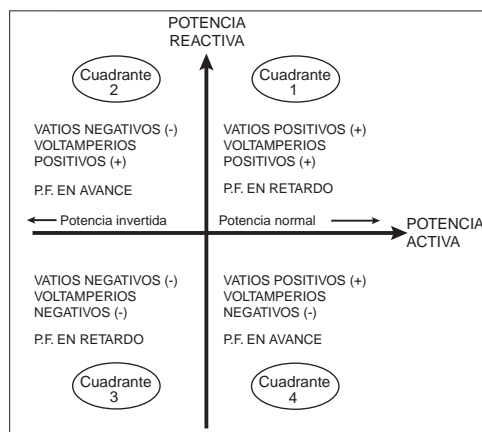 POTENCIA
REACTIVA
Cuadrante
2
VATIOS NEGATIVOS (-)
VOLTAMPERIOS
POSITIVOS (+)
P.F. EN AVANCE
Cuadrante
1
VATIOS POSITIVOS (+)
VOLTAMPERIOS
POSITIVOS (+)
P.F. EN RETARDO
Potencia invertida
Potencia normal
POTENCIA
ACTIVA
VATIOS NEGATIVOS (-)
VOLTAMPERIOS
NEGATIVOS (-)
P.F. EN RETARDO
Cuadrante
3
VATIOS POSITIVOS (+)
VOLTAMPERIOS
NEGATIVOS (-)
P.F. EN AVANCE
Cuadrante
4